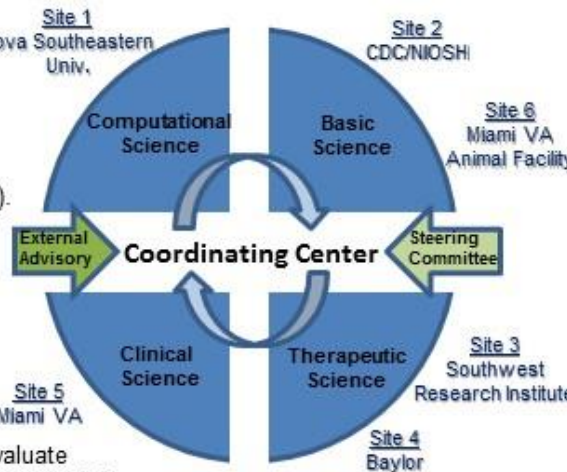 Site 1
ova Southeastern
Univ.
Site 2
CDC/NIOSH
Computational
Science
Basic
Science
Site 6
Miami VA
Animal Facility
).
External
Advisory
Coordinating Center
Steering
Committee
Clinical
Science
Therapeutic
Science
Site 3
Southwest
Research Institute
Site 5
Miami VA
Site 4
Baylor
valuate